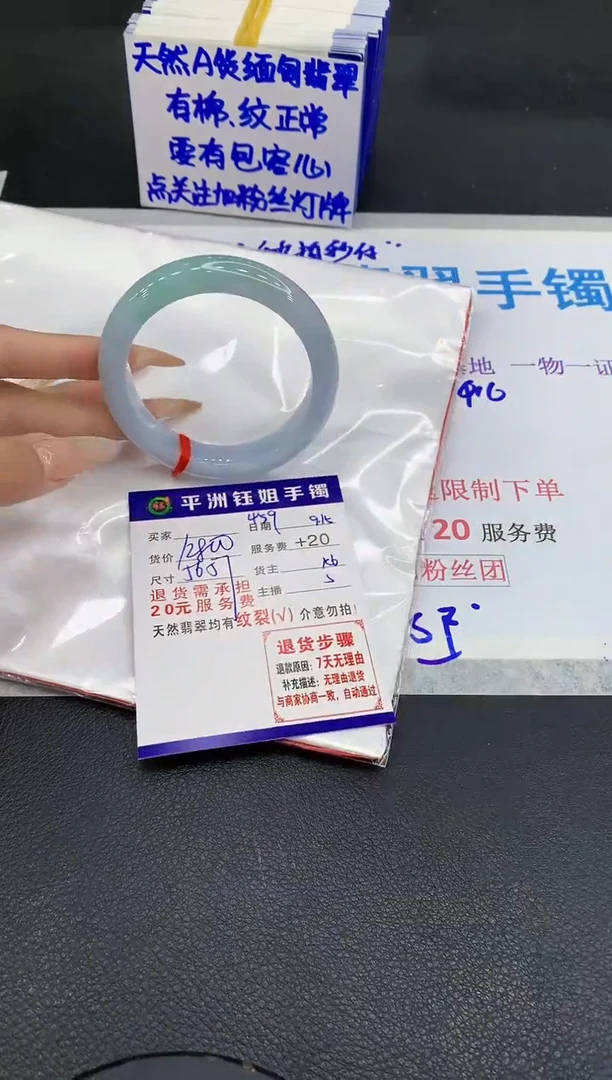 天然A货缅甸翡翠
有棉、纹正常
要有包容心
点关注加粉丝灯牌
手镯
地 一物一证
限制下单
20 服务费
粉丝团
平洲钰姐手镯
买家 日期 9/15
货价 12800 服务费 +20
尺寸 货主
退货需承担 主播 5
20元服务费
天然翡翠均有纹裂(√) 介意勿拍!
退货步骤
退款原因: 7天无理由
补充描述: 无理由退货
与商家协商一致, 自动通过